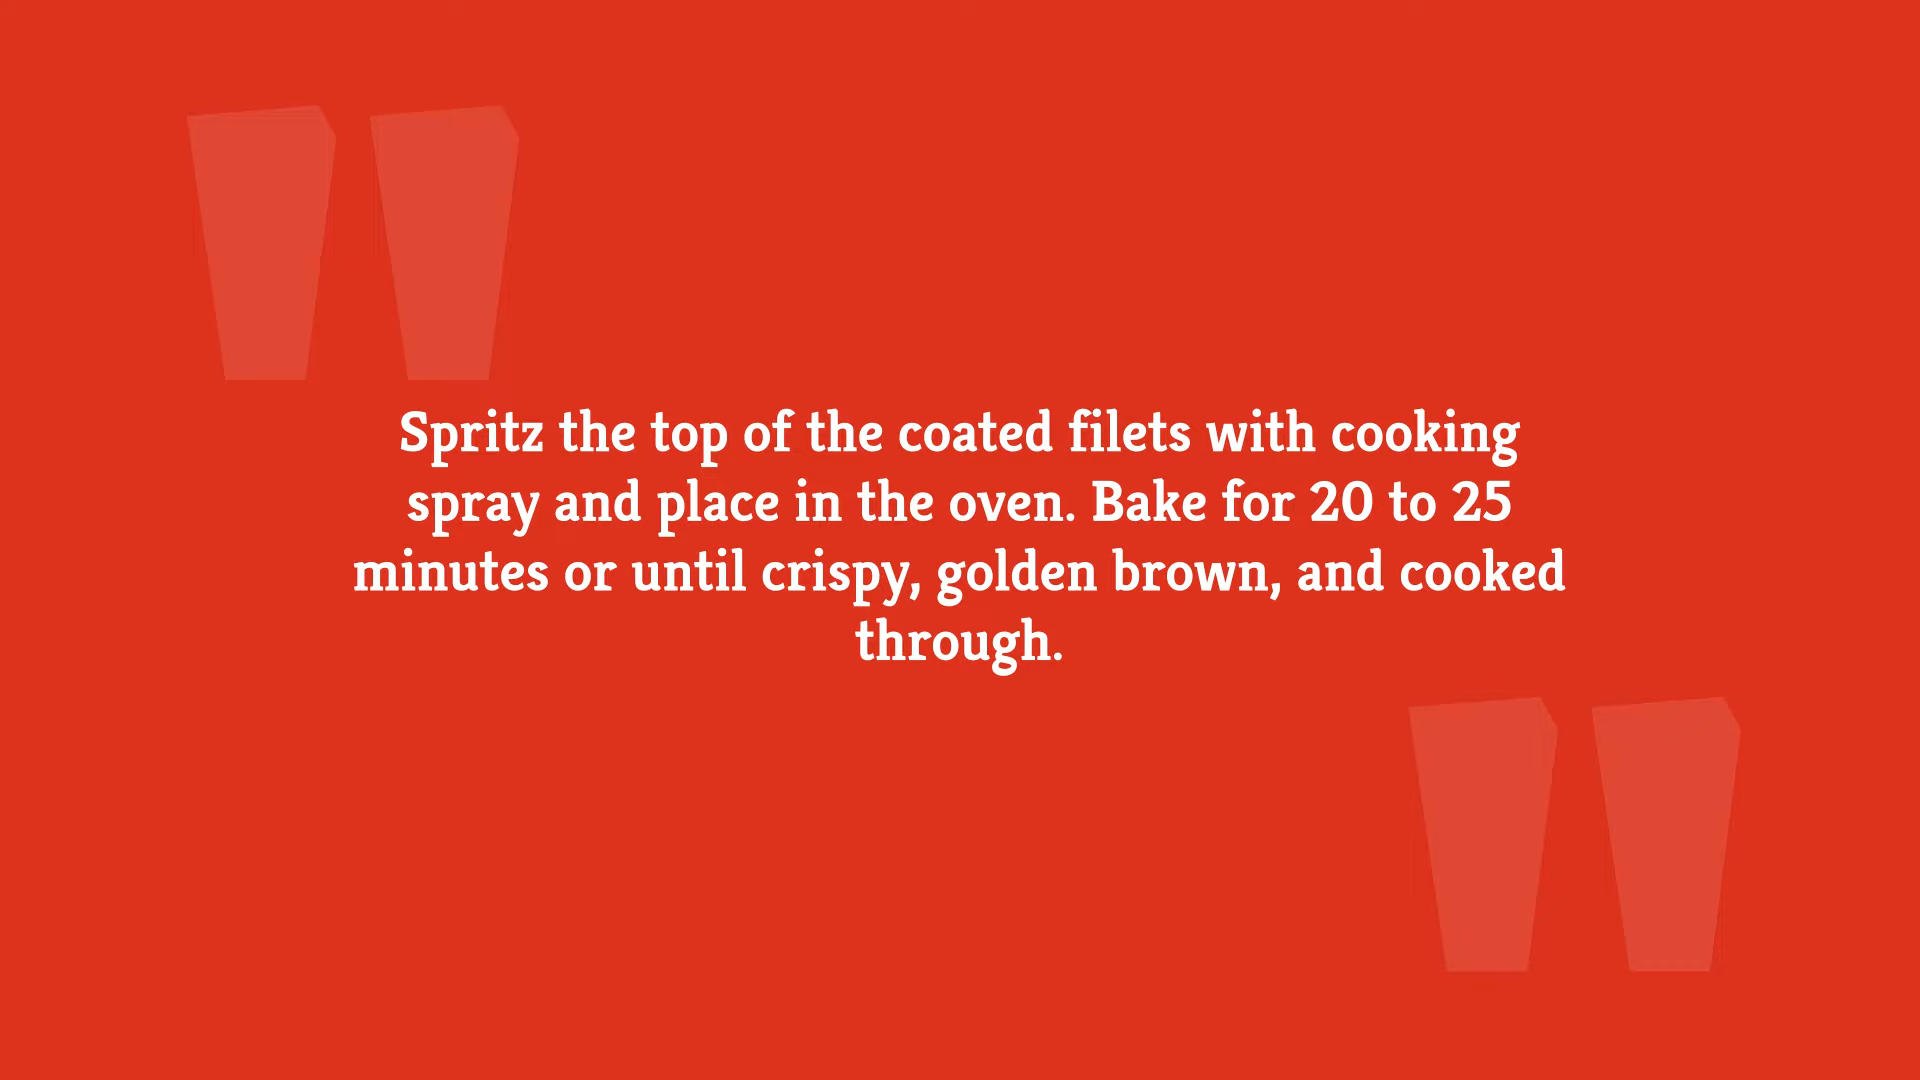 Spritz the top of the coated filets with cooking
spray and place in the oven. Bake for 20 to 25
minutes or until crispy, golden brown, and cooked
through.